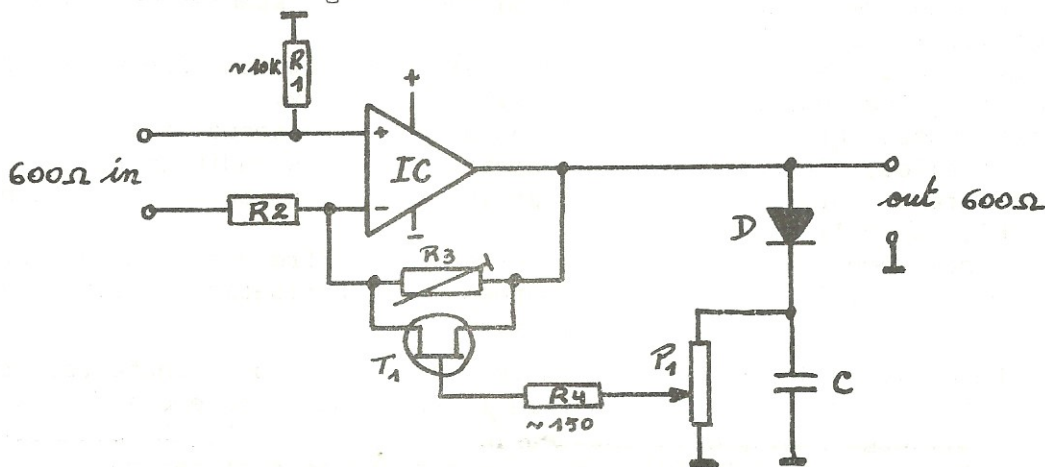 ~10K
R
1
+
+
IC
600Ω in
-
-
R2
out 600Ω
D
R3
T1
P1
R4
~150
C